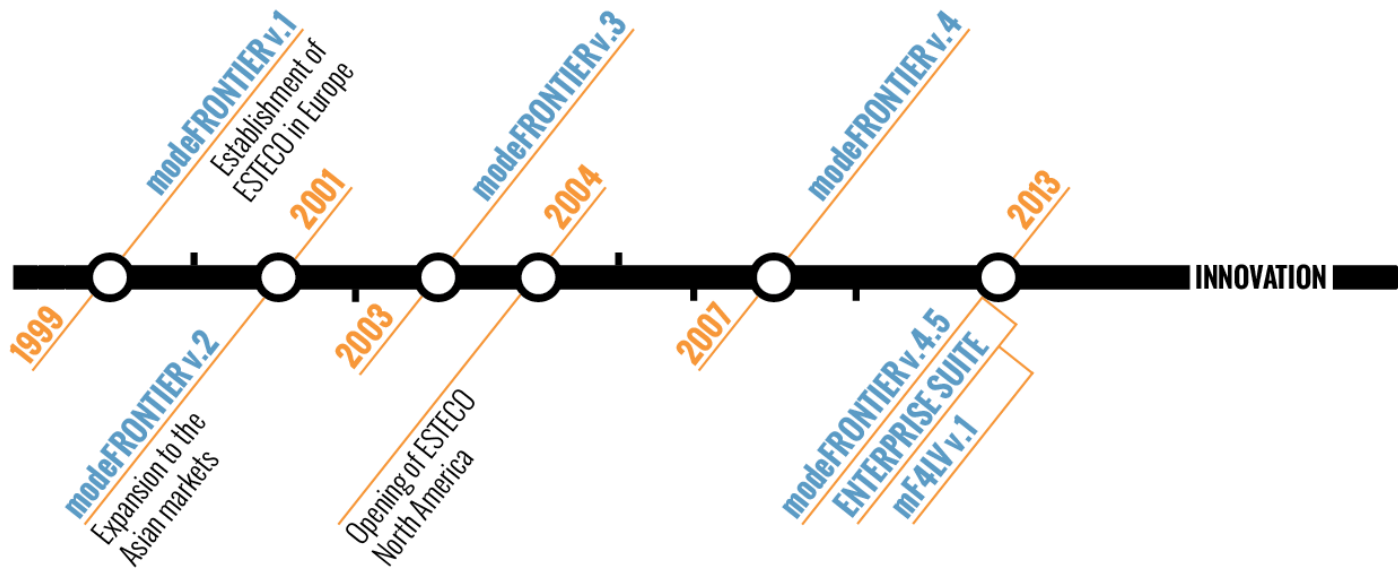 1999
modeFRONTIER v.1
Establishment of
ESTECO in Europe
2001
modeFRONTIER v.2
Expansion to the
Asian markets
2003
modeFRONTIER v.3
2004
Opening of ESTECO
North America
2007
modeFRONTIER v.4
2013
modeFRONTIER v.4.5
ENTERPRISE SUITE
mF4LV v.1
INNOVATION